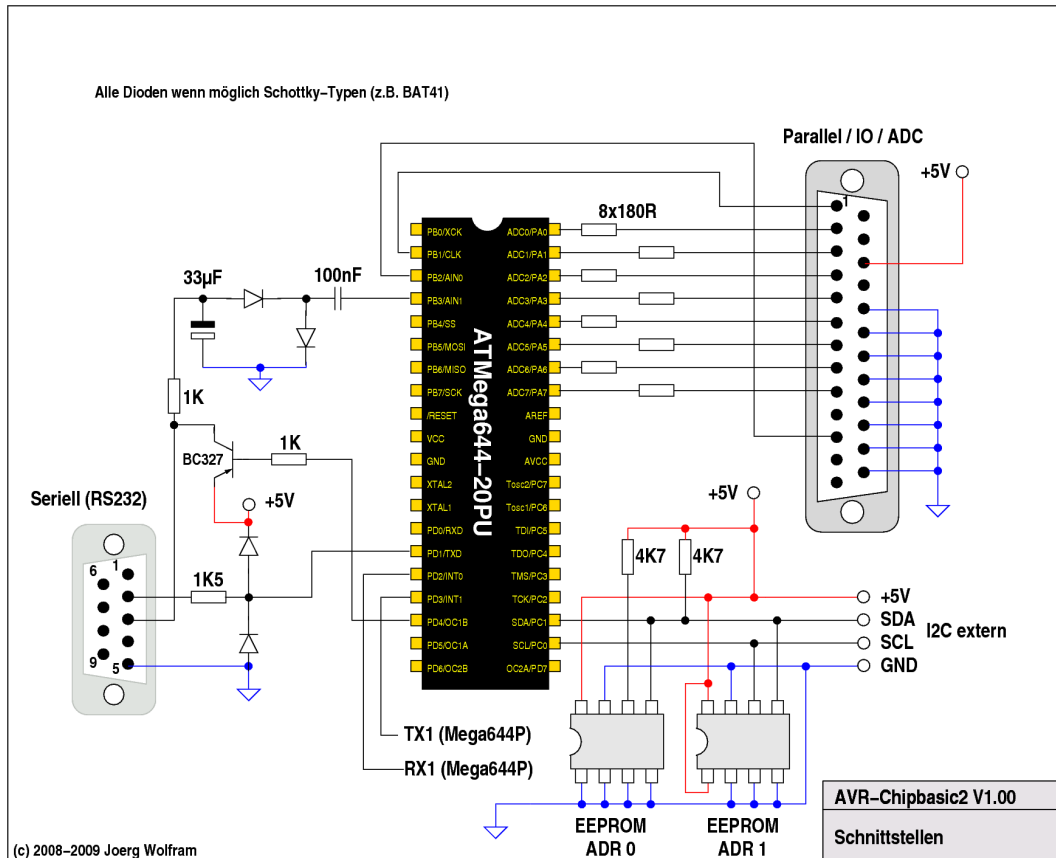 Alle Dioden wenn möglich Schottky-Typen (z.B. BAT41)
Parallel / IO / ADC
+5V
1
8x180R
33µF
100nF
1K
BC327
1K
+5V
Seriell (RS232)
6
1
9
5
1K5
ATMega644-20PU
PB0/XCK
PB1/CLK
PB2/AIN0
PB3/AIN1
PB4/SS
PB5/MOSI
PB6/MISO
PB7/SCK
/RESET
VCC
GND
XTAL2
XTAL1
PD0/RXD
PD1/TXD
PD2/INT0
PD3/INT1
PD4/OC1B
PD5/OC1A
PD6/OC2B
ADC0/PA0
ADC1/PA1
ADC2/PA2
ADC3/PA3
ADC4/PA4
ADC5/PA5
ADC6/PA6
ADC7/PA7
AREF
GND
AVCC
Tosc2/PC7
Tosc1/PC6
TDI/PC5
TDO/PC4
TMS/PC3
TCK/PC2
SDA/PC1
SCL/PC0
OC2A/PD7
+5V
4K7
4K7
+5V
SDA
SCL
GND
I2C extern
TX1 (Mega644P)
RX1 (Mega644P)
EEPROM
ADR 0
EEPROM
ADR 1
AVR-Chipbasic2 V1.00
Schnittstellen
(c) 2008-2009 Joerg Wolfram